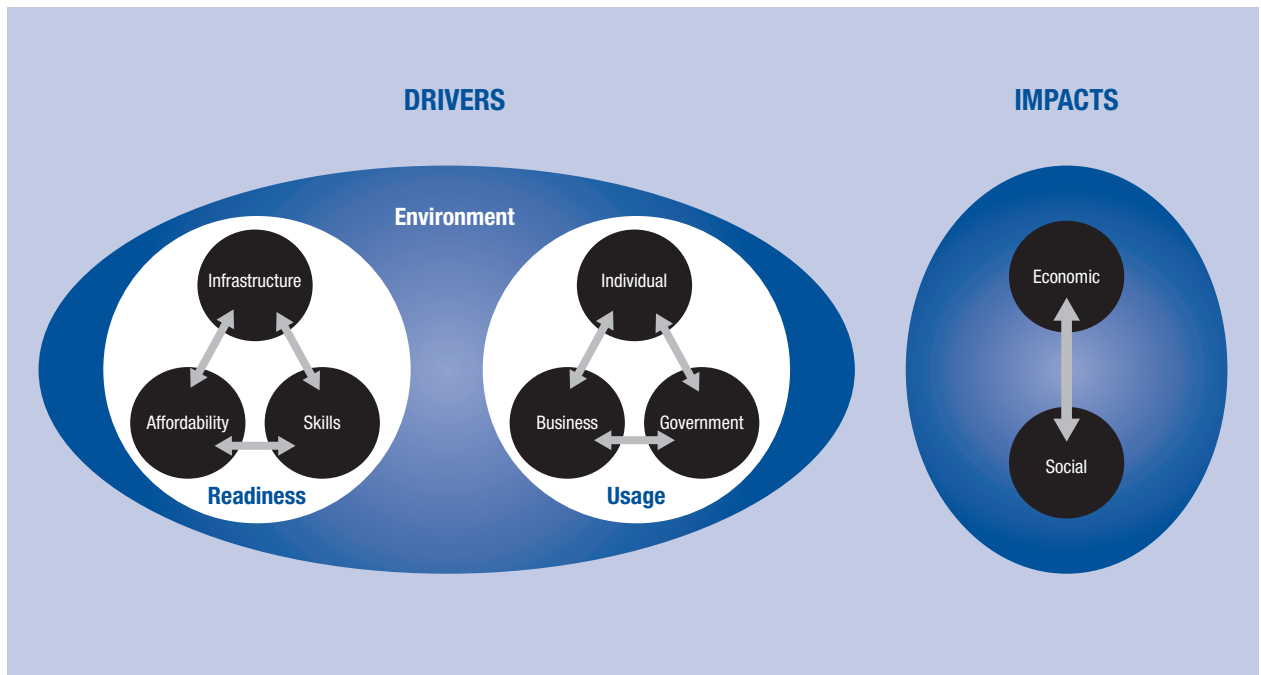 DRIVERS
IMPACTS
Environment
Infrastructure
Affordability
Skills
Readiness
Individual
Business
Government
Usage
Economic
Social